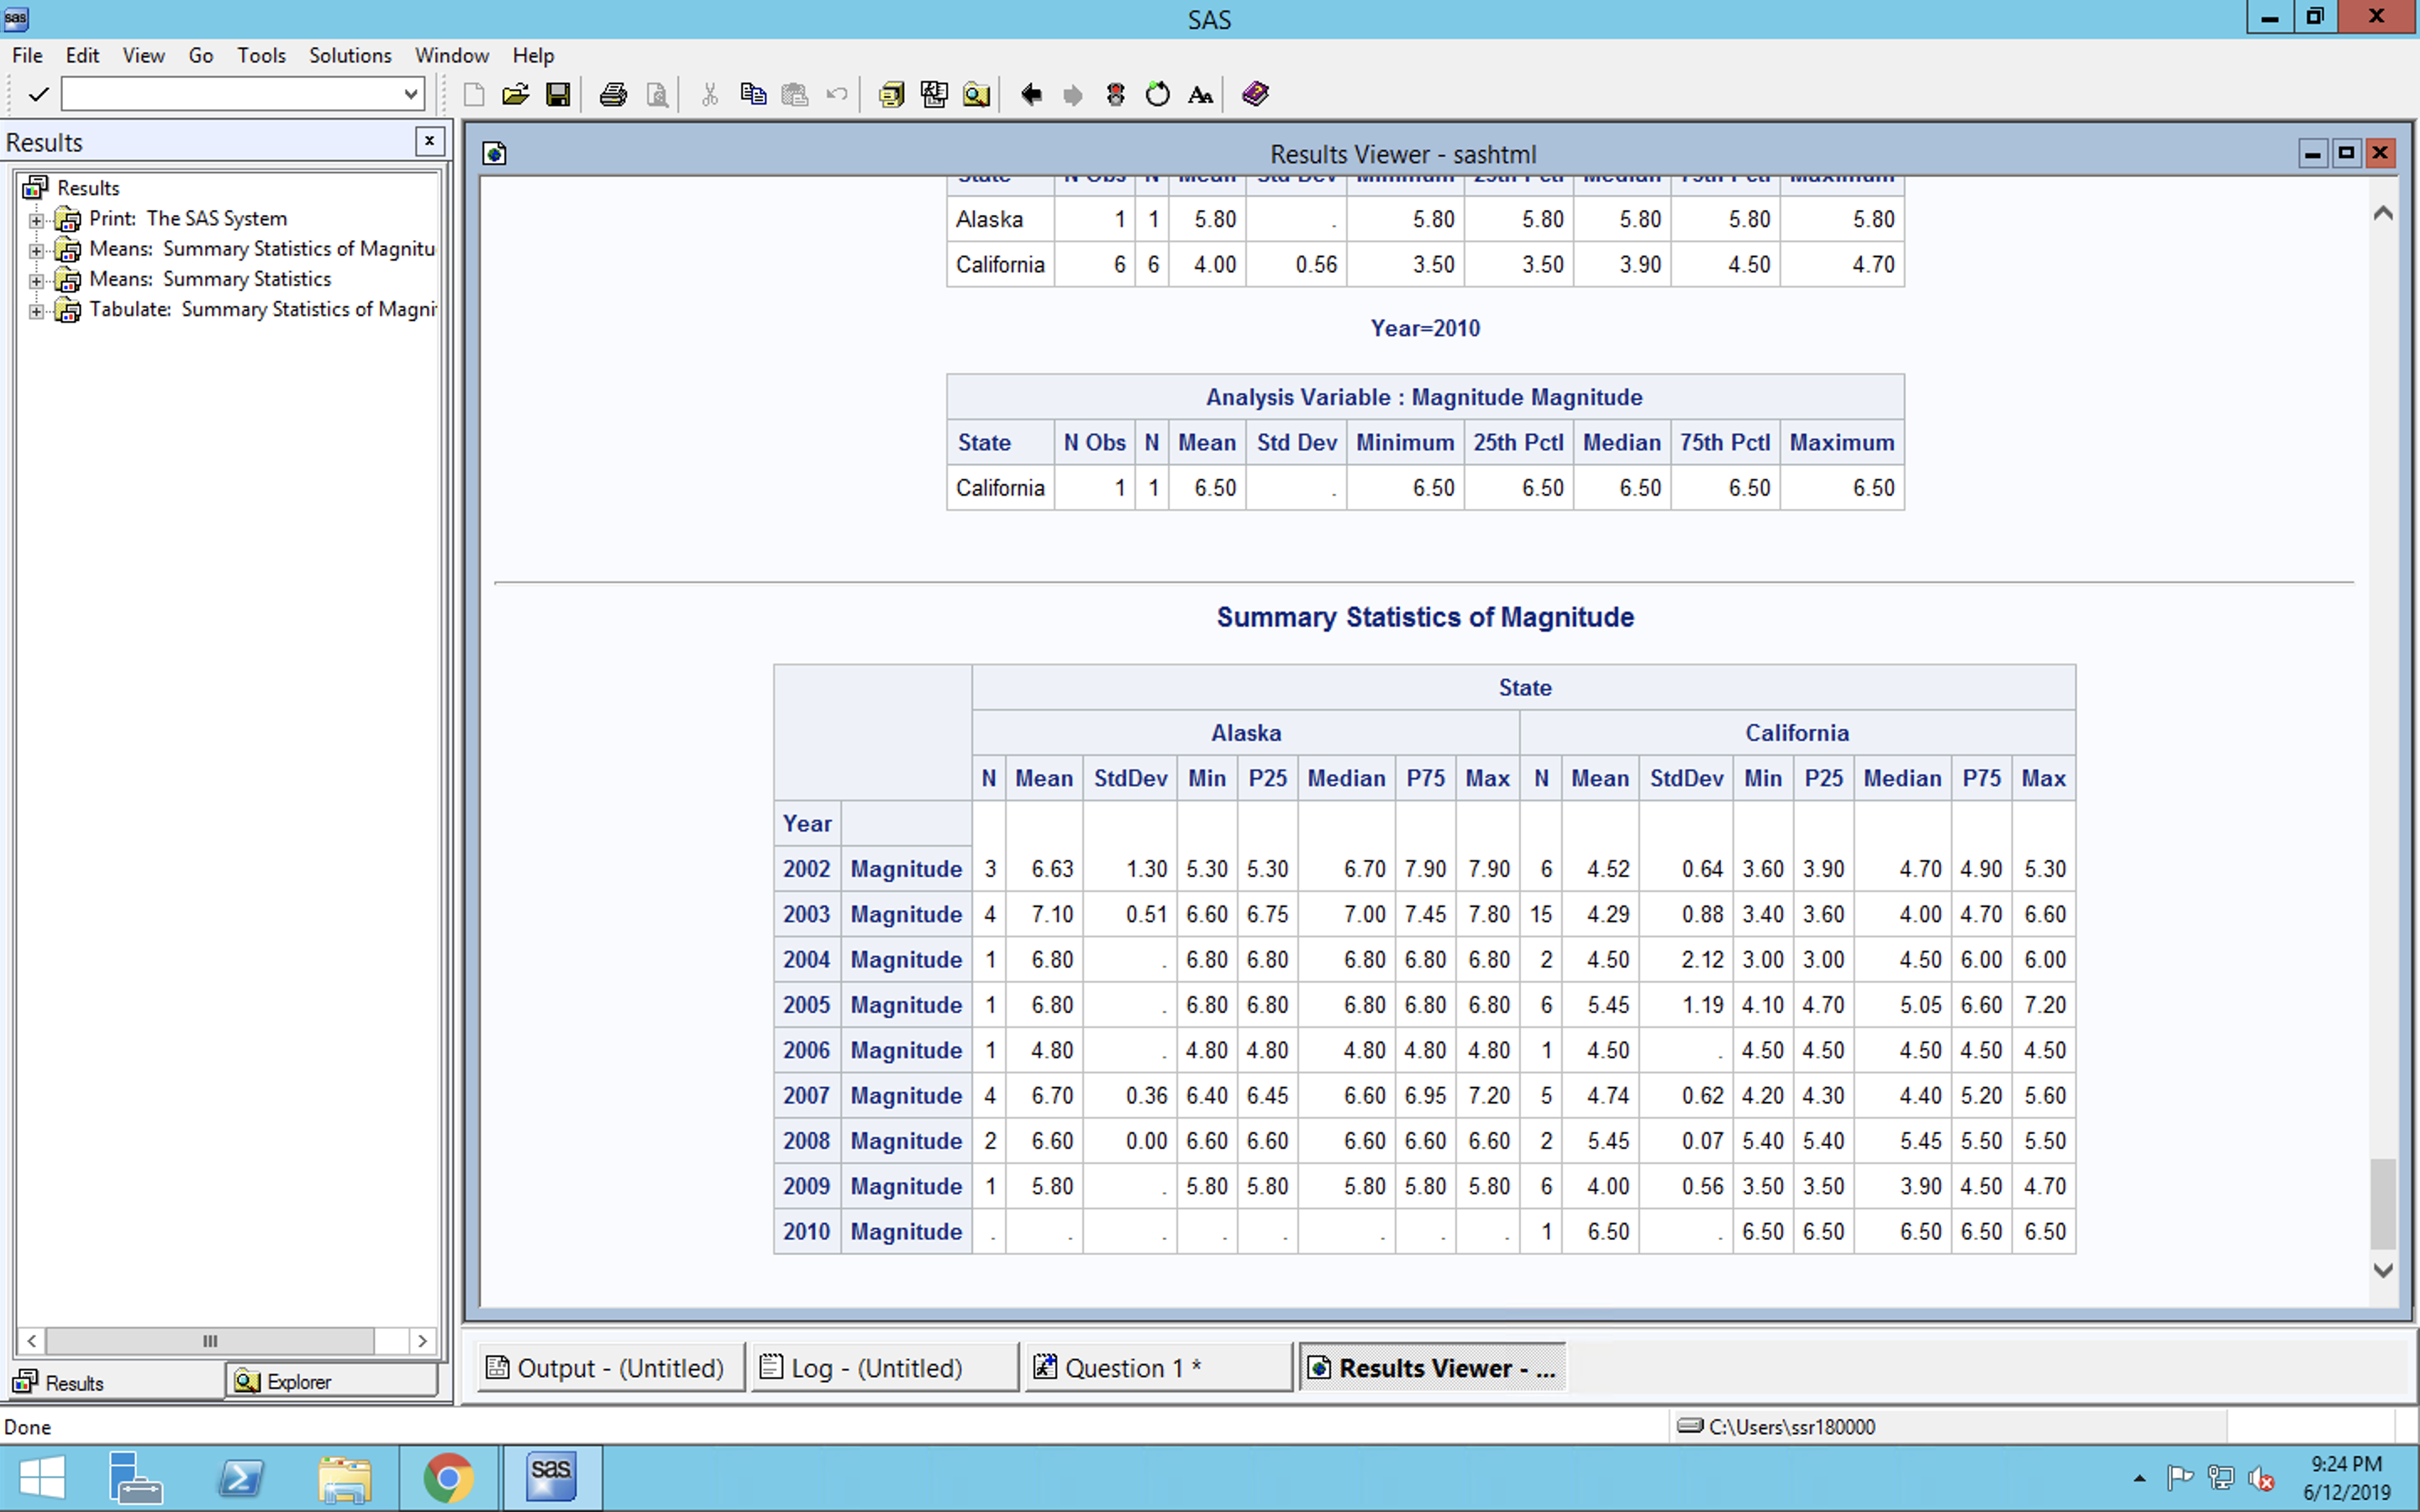 SAS
File Edit View Go Tools Solutions Window Help
Results
Results Viewer - sashtml
Results
Print: The SAS System
Means: Summary Statistics of Magnitu
Means: Summary Statistics
Tabulate: Summary Statistics of Magni
State N Obs N Mean Std Dev Minimum 25th Pctl Median 75th Pctl Maximum
Alaska 1 1 5.80 . 5.80 5.80 5.80 5.80 5.80
California 6 6 4.00 0.56 3.50 3.50 3.90 4.50 4.70
Year=2010
Analysis Variable : Magnitude Magnitude
State N Obs N Mean Std Dev Minimum 25th Pctl Median 75th Pctl Maximum
California 1 1 6.50 . 6.50 6.50 6.50 6.50 6.50
Summary Statistics of Magnitude
State
Alaska California
N Mean StdDev Min P25 Median P75 Max N Mean StdDev Min P25 Median P75 Max
Year
2002 Magnitude 3 6.63 1.30 5.30 5.30 6.70 7.90 7.90 6 4.52 0.64 3.60 3.90 4.70 4.90 5.30
2003 Magnitude 4 7.10 0.51 6.60 6.75 7.00 7.45 7.80 15 4.29 0.88 3.40 3.60 4.00 4.70 6.60
2004 Magnitude 1 6.80 . 6.80 6.80 6.80 6.80 6.80 2 4.50 2.12 3.00 3.00 4.50 6.00 6.00
2005 Magnitude 1 6.80 . 6.80 6.80 6.80 6.80 6.80 6 5.45 1.19 4.10 4.70 5.05 6.60 7.20
2006 Magnitude 1 4.80 . 4.80 4.80 4.80 4.80 4.80 1 4.50 . 4.50 4.50 4.50 4.50 4.50
2007 Magnitude 4 6.70 0.36 6.40 6.45 6.60 6.95 7.20 5 4.74 0.62 4.20 4.30 4.40 5.20 5.60
2008 Magnitude 2 6.60 0.00 6.60 6.60 6.60 6.60 6.60 2 5.45 0.07 5.40 5.40 5.45 5.50 5.50
2009 Magnitude 1 5.80 . 5.80 5.80 5.80 5.80 5.80 6 4.00 0.56 3.50 3.50 3.90 4.50 4.70
2010 Magnitude . . . . . . . . 1 6.50 . 6.50 6.50 6.50 6.50 6.50
Output - (Untitled) Log - (Untitled) Question 1 * Results Viewer - ...
Results Explorer
Done C:\Users\ssr180000
sas
9:24 PM
6/12/2019